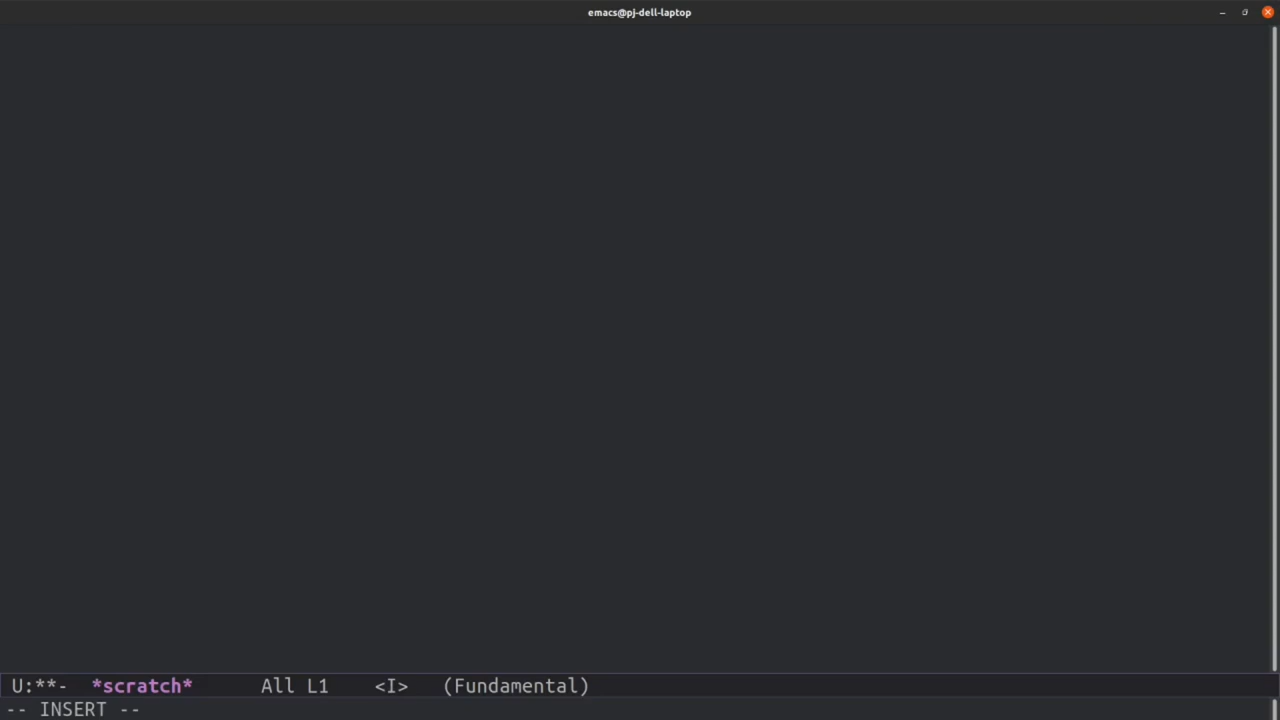 emacs@pj-dell-laptop
U:**-  *scratch*      All L1    <I>   (Fundamental)
-- INSERT --